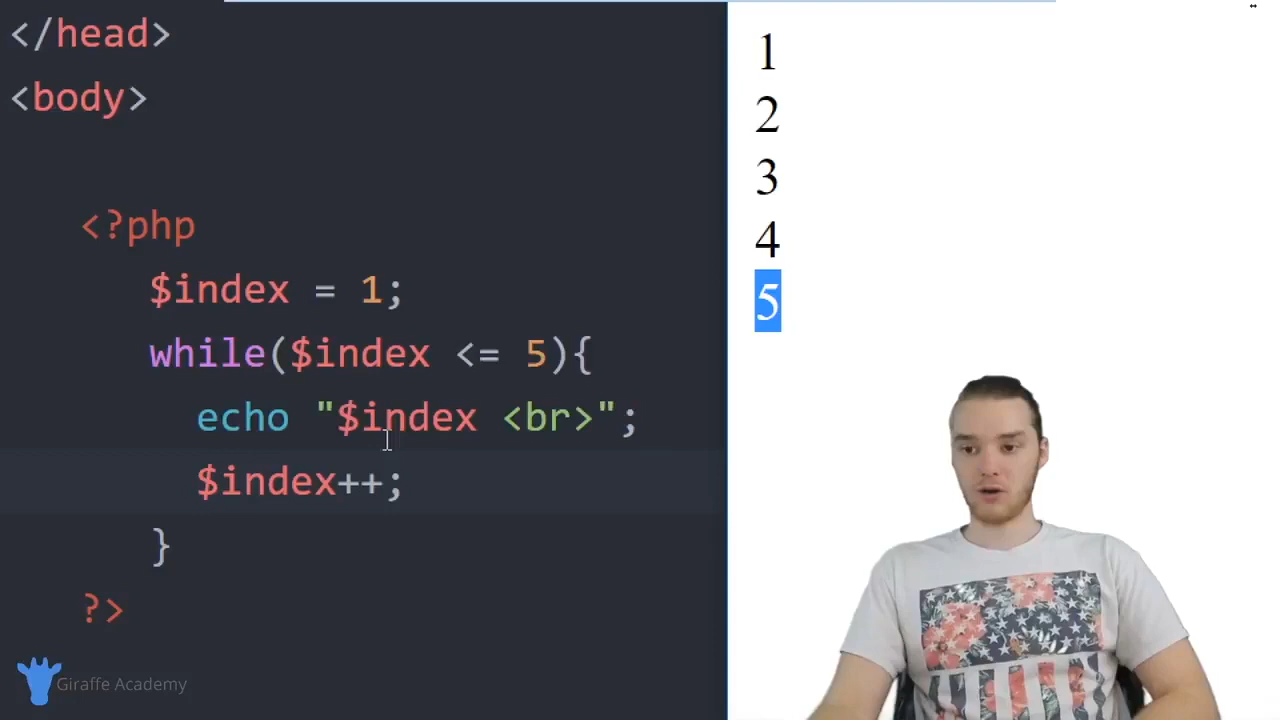 </head>
<body>
<?php
$index = 1;
while($index <= 5){
echo "$index <br>";
$index++;
}
?>
Giraffe Academy
1
2
3
4
5